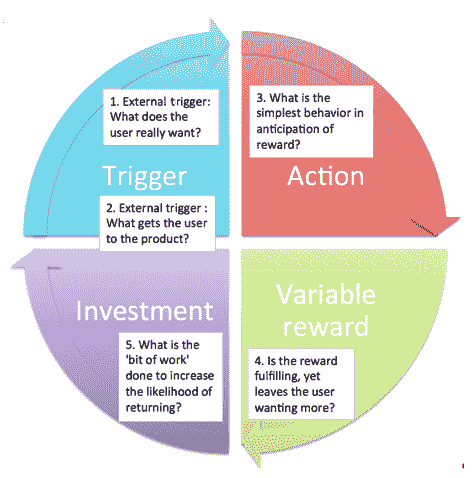 1. External trigger:
What does the
user really want?
Trigger
2. External trigger :
What gets the user
to the product?
3. What is the
simplest behavior in
anticipation of
reward?
Action
Variable
reward
4. Is the reward
fulfilling, yet
leaves the user
wanting more?
Investment
5. What is the
'bit of work'
done to increase
the likelihood of
returning?